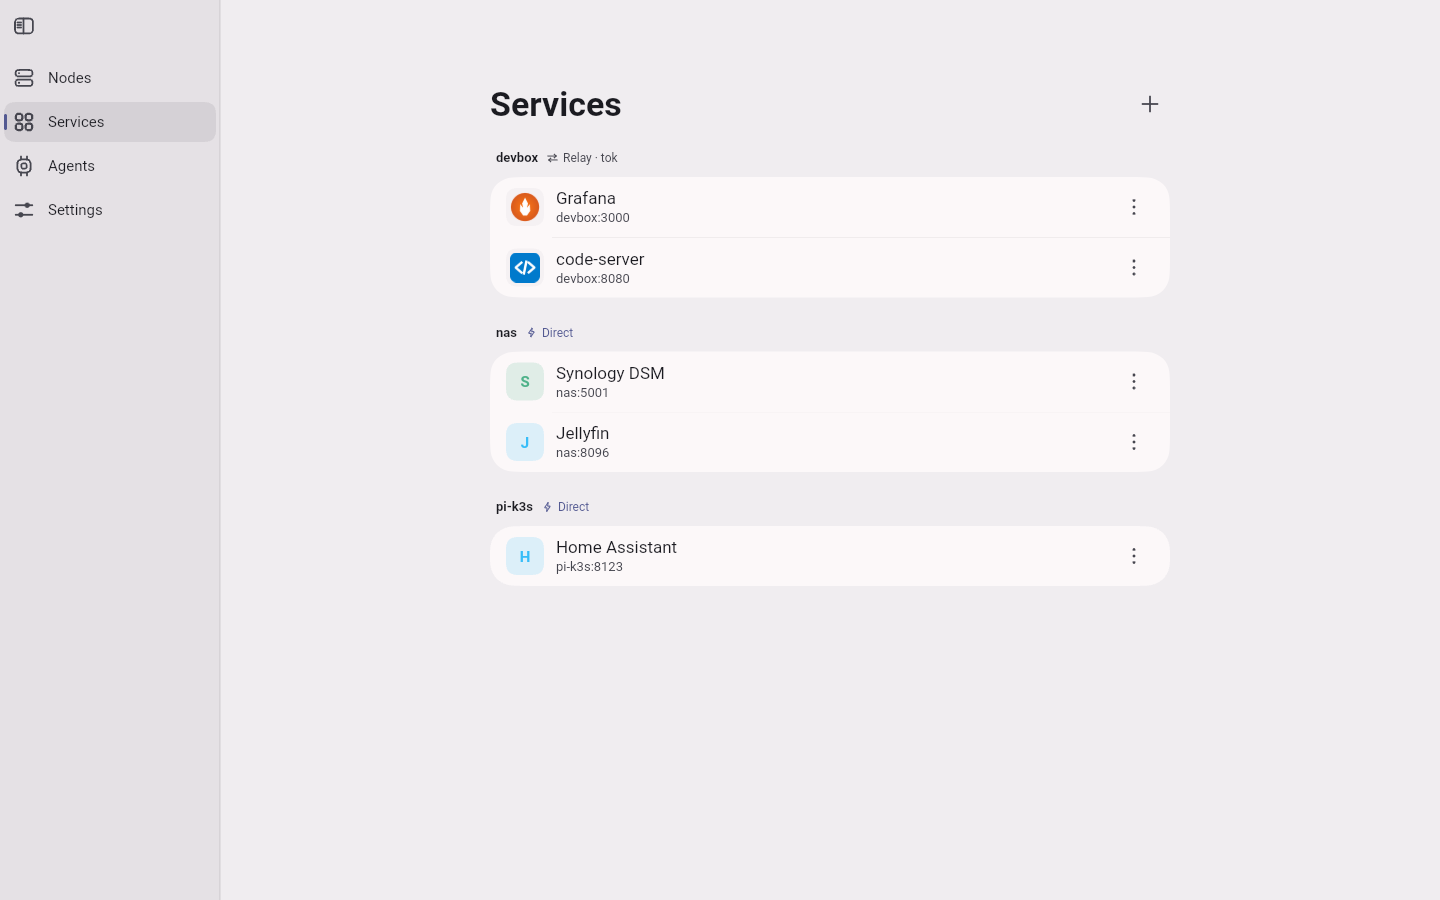 Nodes
Services
Agents
Settings
Services
devbox Relay · tok
Grafana
devbox:3000
code-server
devbox:8080
nas Direct
S
Synology DSM
nas:5001
J
Jellyfin
nas:8096
pi-k3s Direct
H
Home Assistant
pi-k3s:8123